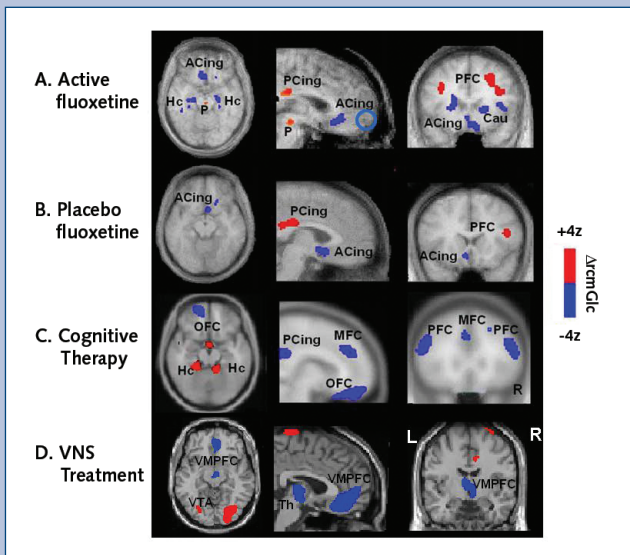 A. Active
fluoxetine
ACing
Hc
Hc
P
PCing
ACing
P
PFC
ACing
Cau
B. Placebo
fluoxetine
ACing
PCing
ACing
PFC
ACing
+4z
ΔrcmGlc
-4z
C. Cognitive
Therapy
OFC
Hc
Hc
PCing
MFC
OFC
PFC
MFC
PFC
R
D. VNS
Treatment
VMPFC
VTA
VMPFC
Th
L
R
VMPFC